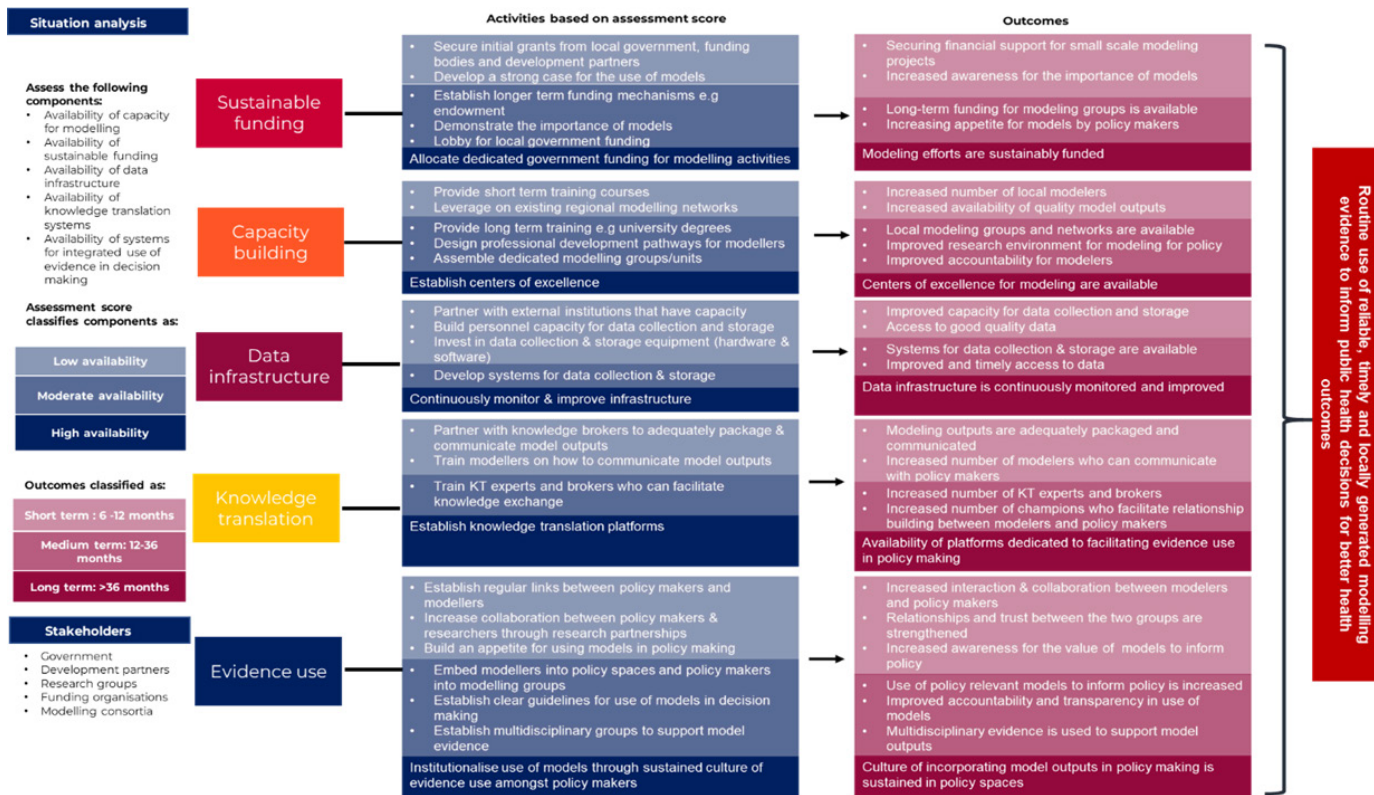 Situation analysis
Assess the following
components:
• Availability of capacity
for modelling
• Availability of
sustainable funding
• Availability of data
infrastructure
• Availability of
knowledge translation
systems
• Availability of systems
for integrated use of
evidence in decision
making
Assessment score
classifies components as:
Low availability
Moderate availability
High availability
Outcomes classified as:
Short term : 6 -12 months
Medium term: 12-36
months
Long term: >36 months
Stakeholders
• Government
• Development partners
• Research groups
• Funding organisations
• Modelling consortia
Activities based on assessment score
Outcomes
Sustainable
funding
• Secure initial grants from local government, funding
bodies and development partners
• Develop a strong case for the use of models
• Establish longer term funding mechanisms e.g
endowment
• Demonstrate the importance of models
• Lobby for local government funding
Allocate dedicated government funding for modelling activities
• Securing financial support for small scale modeling
projects
• Increased awareness for the importance of models
• Long-term funding for modeling groups is available
• Increasing appetite for models by policy makers
Modeling efforts are sustainably funded
Capacity
building
• Provide short term training courses
• Leverage on existing regional modelling networks
• Provide long term training e.g university degrees
• Design professional development pathways for modellers
• Assemble dedicated modelling groups/units
Establish centers of excellence
• Increased number of local modelers
• Increased availability of quality model outputs
• Local modeling groups and networks are available
• Improved research environment for modeling for policy
• Improved accountability for modelers
Centers of excellence for modeling are available
Data
infrastructure
• Partner with external institutions that have capacity
• Build personnel capacity for data collection and storage
• Invest in data collection & storage equipment (hardware &
software)
• Develop systems for data collection & storage
Continuously monitor & improve infrastructure
• Improved capacity for data collection and storage
• Access to good quality data
• Systems for data collection & storage are available
• Improved and timely access to data
Data infrastructure is continuously monitored and improved
Knowledge
translation
• Partner with knowledge brokers to adequately package &
communicate model outputs
• Train modellers on how to communicate model outputs
• Train KT experts and brokers who can facilitate
knowledge exchange
Establish knowledge translation platforms
• Modeling outputs are adequately packaged and
communicated
• Increased number of modelers who can communicate
with policy makers
• Increased number of KT experts and brokers
• Increased number of champions who facilitate relationship
building between modelers and policy makers
Availability of platforms dedicated to facilitating evidence use
in policy making
Evidence use
• Establish regular links between policy makers and
modellers
• Increase collaboration between policy makers &
researchers through research partnerships
• Build an appetite for using models in policy making
• Embed modellers into policy spaces and policy makers
into modelling groups
• Establish clear guidelines for use of models in decision
making
• Establish multidisciplinary groups to support model
evidence
Institutionalise use of models through sustained culture of
evidence use amongst policy makers
• Increased interaction & collaboration between modelers
and policy makers
• Relationships and trust between the two groups are
strengthened
• Increased awareness for the value of models to inform
policy
• Use of policy relevant models to inform policy is increased
• Improved accountability and transparency in use of
models
• Multidisciplinary evidence is used to support model
outputs
Culture of incorporating model outputs in policy making is
sustained in policy spaces
Routine use of reliable, timely and locally generated modelling
evidence to inform public health decisions for better health
outcomes